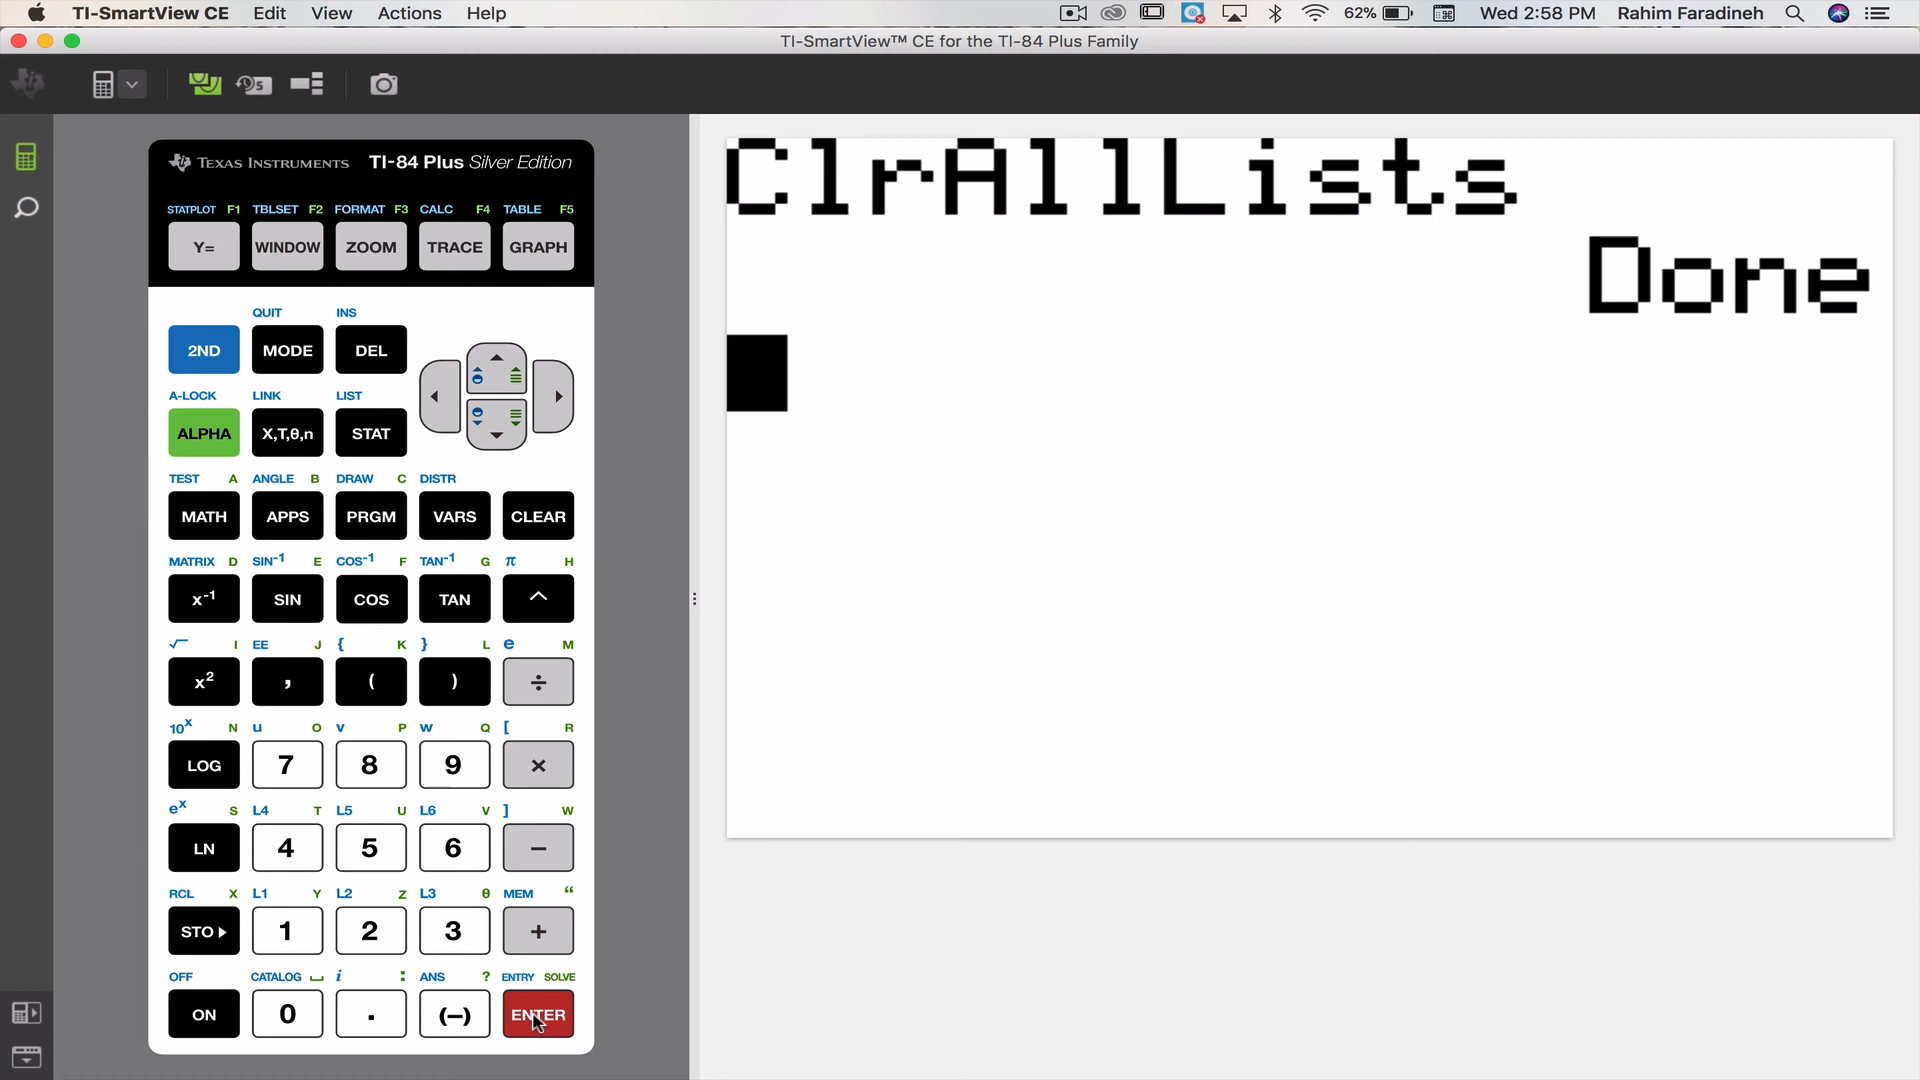 TI-SmartView CE Edit View Actions Help 62% Wed 2:58 PM Rahim Faradineh
TI-SmartView™ CE for the TI-84 Plus Family
TEXAS INSTRUMENTS TI-84 Plus Silver Edition
STATPLOT F1 TBLSET F2 FORMAT F3 CALC F4 TABLE F5
Y= WINDOW ZOOM TRACE GRAPH
QUIT INS
2ND MODE DEL
A-LOCK LINK LIST
ALPHA X,T,θ,n STAT
TEST A ANGLE B DRAW C DISTR
MATH APPS PRGM VARS CLEAR
MATRIX D SIN⁻¹ E COS⁻¹ F TAN⁻¹ G π H
x⁻¹ SIN COS TAN ^
√ I EE J { K } L e M
x² , ( ) ÷
10ˣ N u O v P w Q [ R
LOG 7 8 9 ×
eˣ S L4 T L5 U L6 V ] W
LN 4 5 6 −
RCL X L1 Y L2 Z L3 θ MEM “
STO▸ 1 2 3 +
OFF CATALOG ⎵ i : ANS ? ENTRY SOLVE
ON 0 . (–) ENTER
ClrAllLists
Done